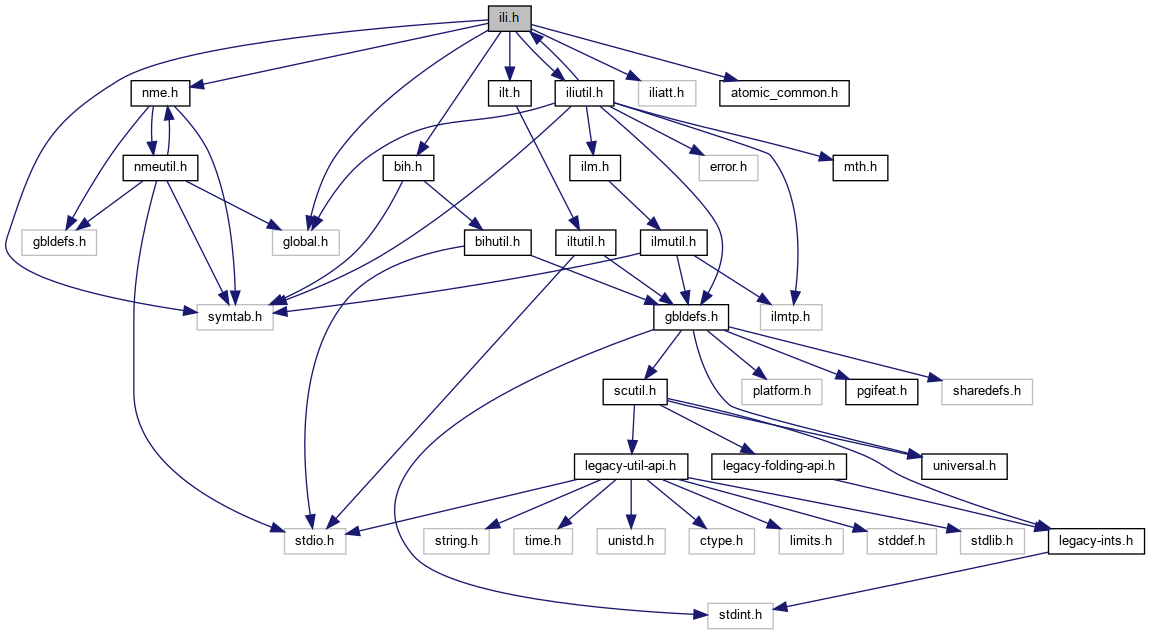 ili.h
nme.h
ilt.h
iliutil.h
iliatt.h
atomic_common.h
nmeutil.h
bih.h
ilm.h
error.h
mth.h
gbldefs.h
global.h
bihutil.h
iltutil.h
ilmutil.h
symtab.h
gbldefs.h
ilmtp.h
scutil.h
platform.h
pgifeat.h
sharedefs.h
legacy-util-api.h
legacy-folding-api.h
universal.h
stdio.h
string.h
time.h
unistd.h
ctype.h
limits.h
stddef.h
stdlib.h
legacy-ints.h
stdint.h